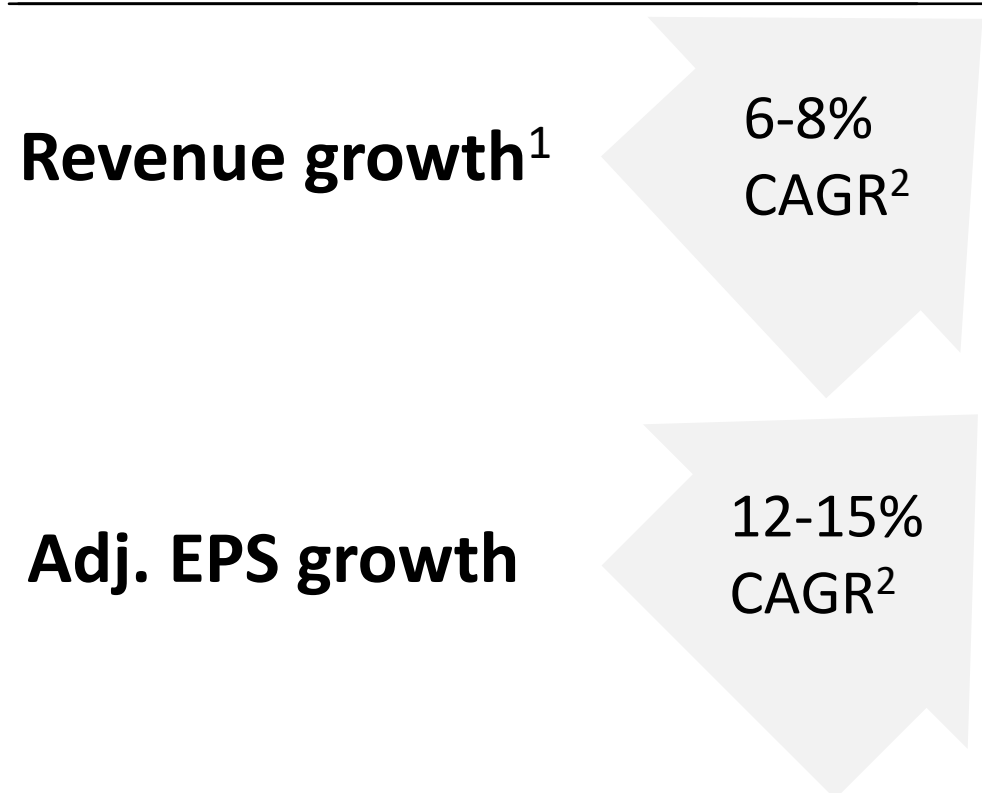 Revenue growth¹
6-8%
CAGR²
Adj. EPS growth
12-15%
CAGR²